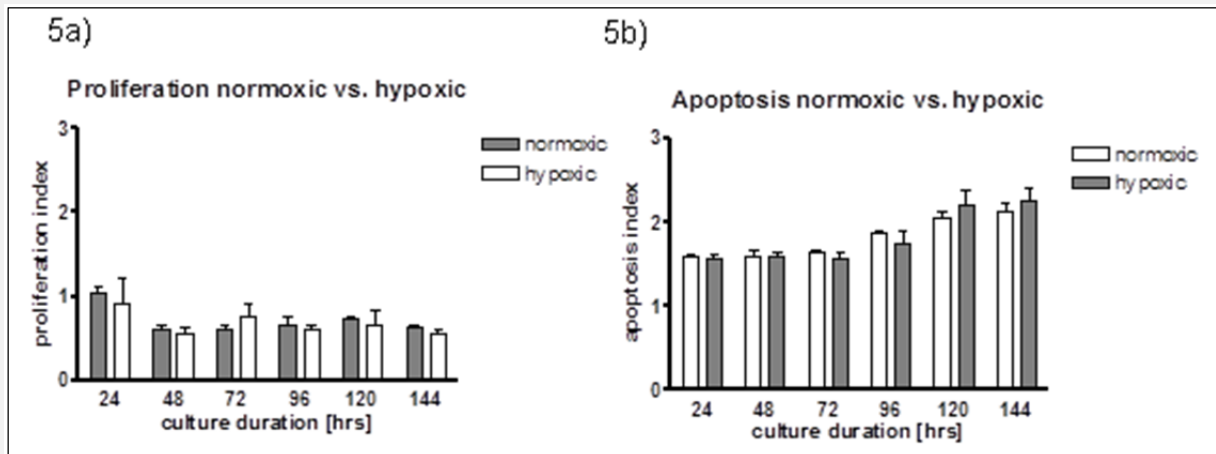 5a)
Proliferation normoxic vs. hypoxic
normoxic
hypoxic
proliferation index
3
2
1
0
24 48 72 96 120 144
culture duration [hrs]
5b)
Apoptosis normoxic vs. hypoxic
normoxic
hypoxic
apoptosis index
3
2
1
0
24 48 72 96 120 144
culture duration [hrs]